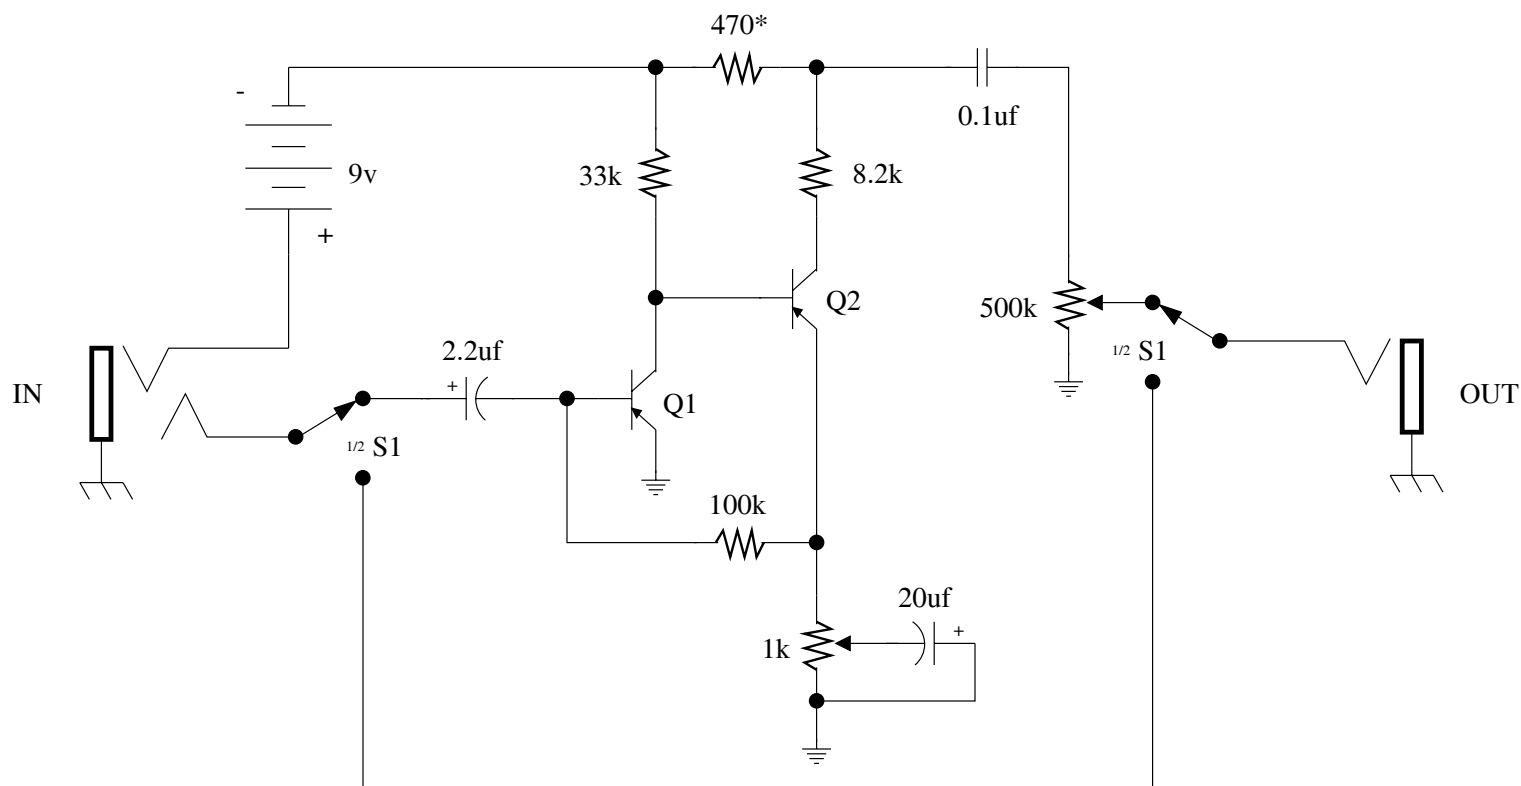 470*
-
0.1uf
9v
33k
8.2k
+
Q2
500k
2.2uf
+
1/2 S1
IN
Q1
OUT
1/2 S1
100k
20uf
+
1k